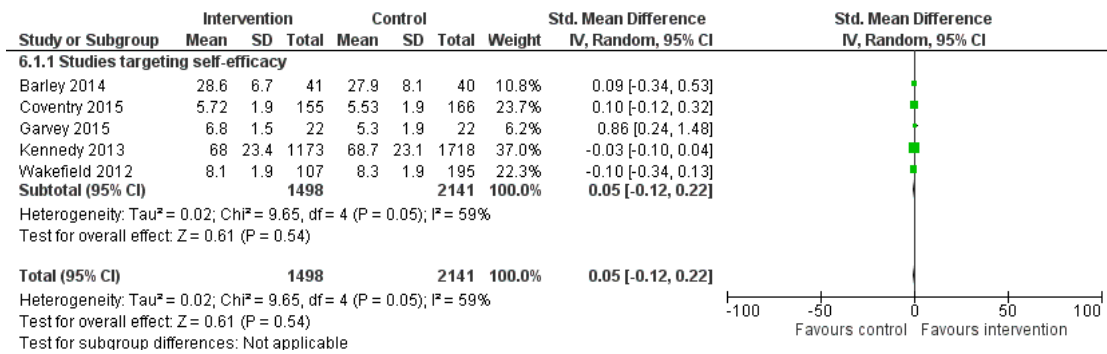 Intervention Control Std. Mean Difference Std. Mean Difference
Study or Subgroup Mean SD Total Mean SD Total Weight IV, Random, 95% CI IV, Random, 95% CI
6.1.1 Studies targeting self-efficacy
Barley 2014 28.6 6.7 41 27.9 8.1 40 10.8% 0.09 [-0.34, 0.53]
Coventry 2015 5.72 1.9 155 5.53 1.9 166 23.7% 0.10 [-0.12, 0.32]
Garvey 2015 6.8 1.5 22 5.3 1.9 22 6.2% 0.86 [0.24, 1.48]
Kennedy 2013 68 23.4 1173 68.7 23.1 1718 37.0% -0.03 [-0.10, 0.04]
Wakefield 2012 8.1 1.9 107 8.3 1.9 195 22.3% -0.10 [-0.34, 0.13]
Subtotal (95% CI) 1498 2141 100.0% 0.05 [-0.12, 0.22]
Heterogeneity: Tau² = 0.02; Chi² = 9.65, df = 4 (P = 0.05); I² = 59%
Test for overall effect: Z = 0.61 (P = 0.54)
Total (95% CI) 1498 2141 100.0% 0.05 [-0.12, 0.22]
Heterogeneity: Tau² = 0.02; Chi² = 9.65, df = 4 (P = 0.05); I² = 59%
Test for overall effect: Z = 0.61 (P = 0.54)
Test for subgroup differences: Not applicable
-100 -50 0 50 100
Favours control Favours intervention